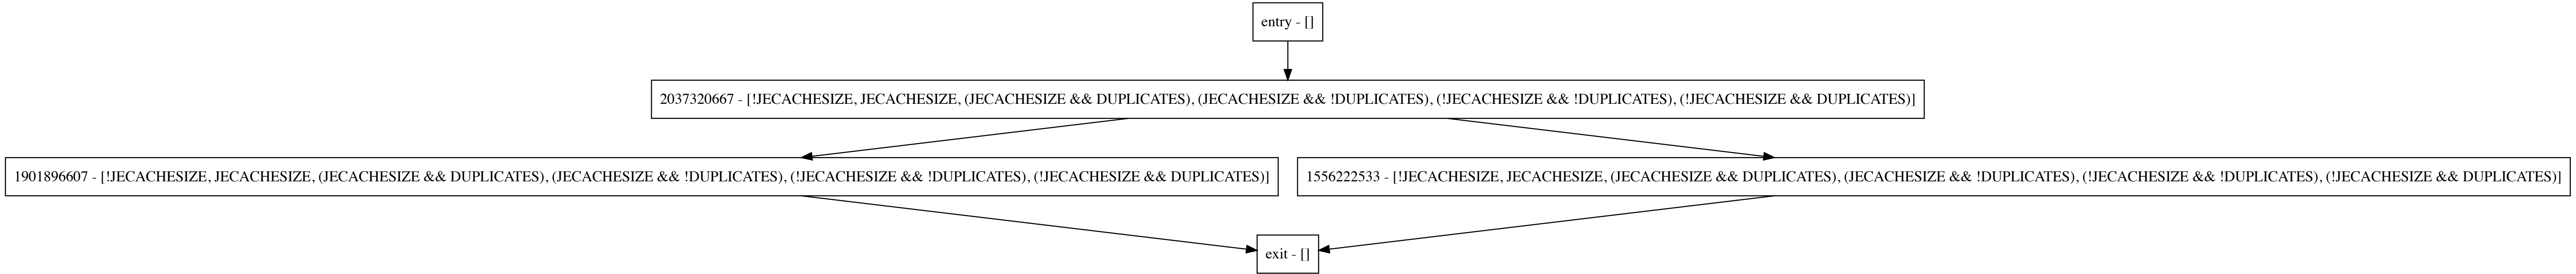 entry - []
2037320667 - [!JECACHESIZE, JECACHESIZE, (JECACHESIZE && DUPLICATES), (JECACHESIZE && !DUPLICATES), (!JECACHESIZE && !DUPLICATES), (!JECACHESIZE && DUPLICATES)]
1901896607 - [!JECACHESIZE, JECACHESIZE, (JECACHESIZE && DUPLICATES), (JECACHESIZE && !DUPLICATES), (!JECACHESIZE && !DUPLICATES), (!JECACHESIZE && DUPLICATES)]
1556222533 - [!JECACHESIZE, JECACHESIZE, (JECACHESIZE && DUPLICATES), (JECACHESIZE && !DUPLICATES), (!JECACHESIZE && !DUPLICATES), (!JECACHESIZE && DUPLICATES)]
exit - []